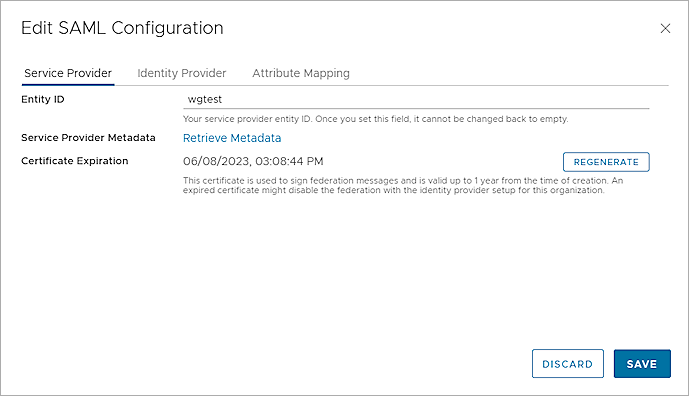 Edit SAML Configuration
Service Provider Identity Provider Attribute Mapping
Entity ID wgtest
Your service provider entity ID. Once you set this field, it cannot be changed back to empty.
Service Provider Metadata Retrieve Metadata
Certificate Expiration 06/08/2023, 03:08:44 PM REGENERATE
This certificate is used to sign federation messages and is valid up to 1 year from the time of creation. An
expired certificate might disable the federation with the identity provider setup for this organization.
DISCARD SAVE